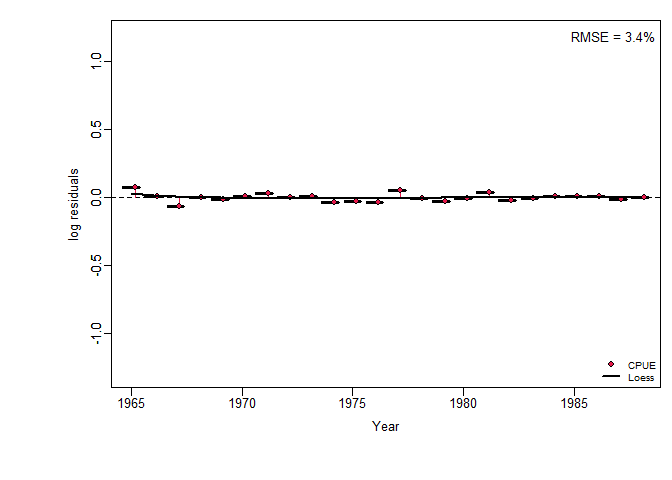 RMSE = 3.4%
1.0
0.5
0.0
-0.5
-1.0
log residuals
CPUE
Loess
1965 1970 1975 1980 1985
Year